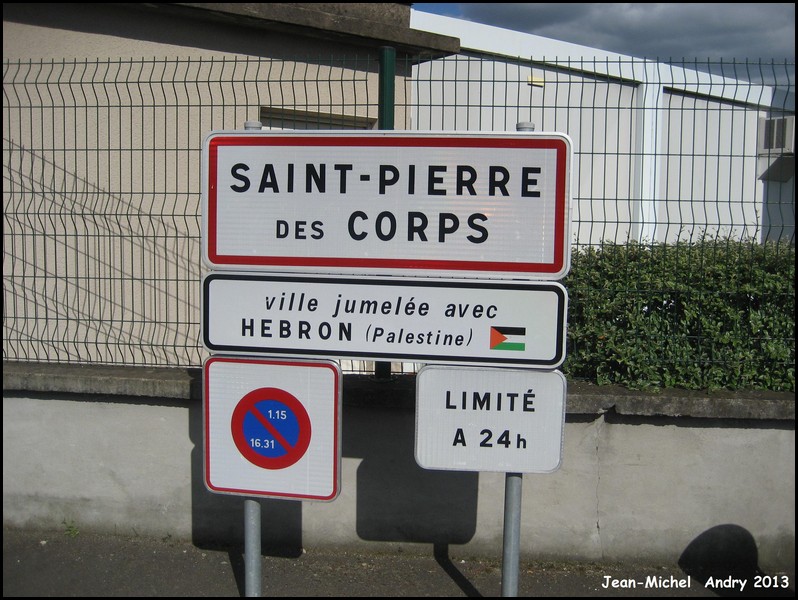 SAINT-PIERRE
DES CORPS
ville jumelée avec
HEBRON (Palestine)
1.15
16.31
LIMITÉ
A 24h
Jean-Michel Andry 2013